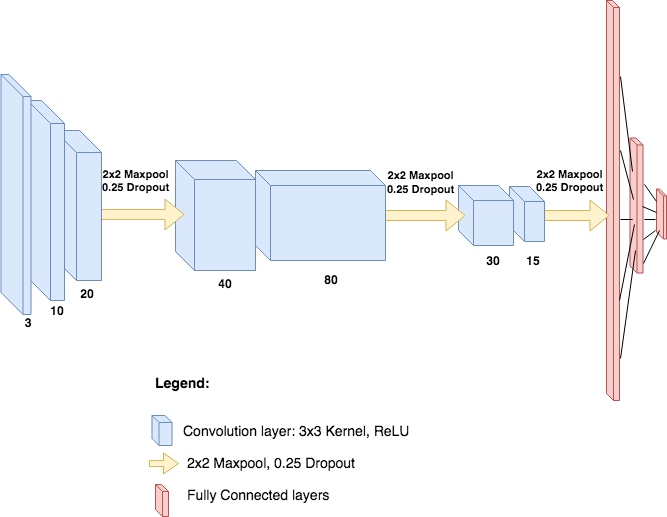 2x2 Maxpool
0.25 Dropout
2x2 Maxpool
0.25 Dropout
2x2 Maxpool
0.25 Dropout
3
10
20
40
80
30
15
Legend:
Convolution layer: 3x3 Kernel, ReLU
2x2 Maxpool, 0.25 Dropout
Fully Connected layers